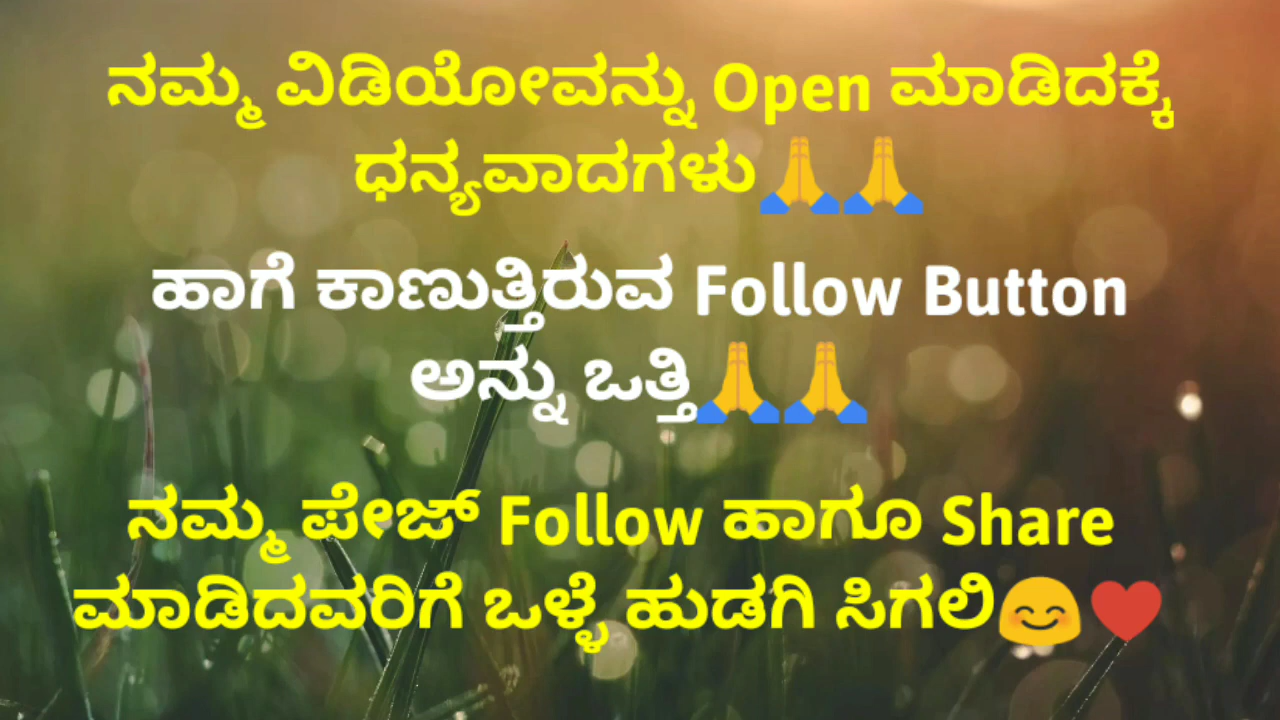 ನಮ್ಮ ವಿಡಿಯೋವನ್ನು Open ಮಾಡಿದಕ್ಕೆ
ಧನ್ಯವಾದಗಳು🙏🙏
ಹಾಗೆ ಕಾಣುತ್ತಿರುವ Follow Button
ಅನ್ನು ಒತ್ತಿ🙏🙏
ನಮ್ಮ ಪೇಜ್ Follow ಹಾಗೂ Share
ಮಾಡಿದವರಿಗೆ ಒಳ್ಳೆ ಹುಡಗಿ ಸಿಗಲಿ😊♥️